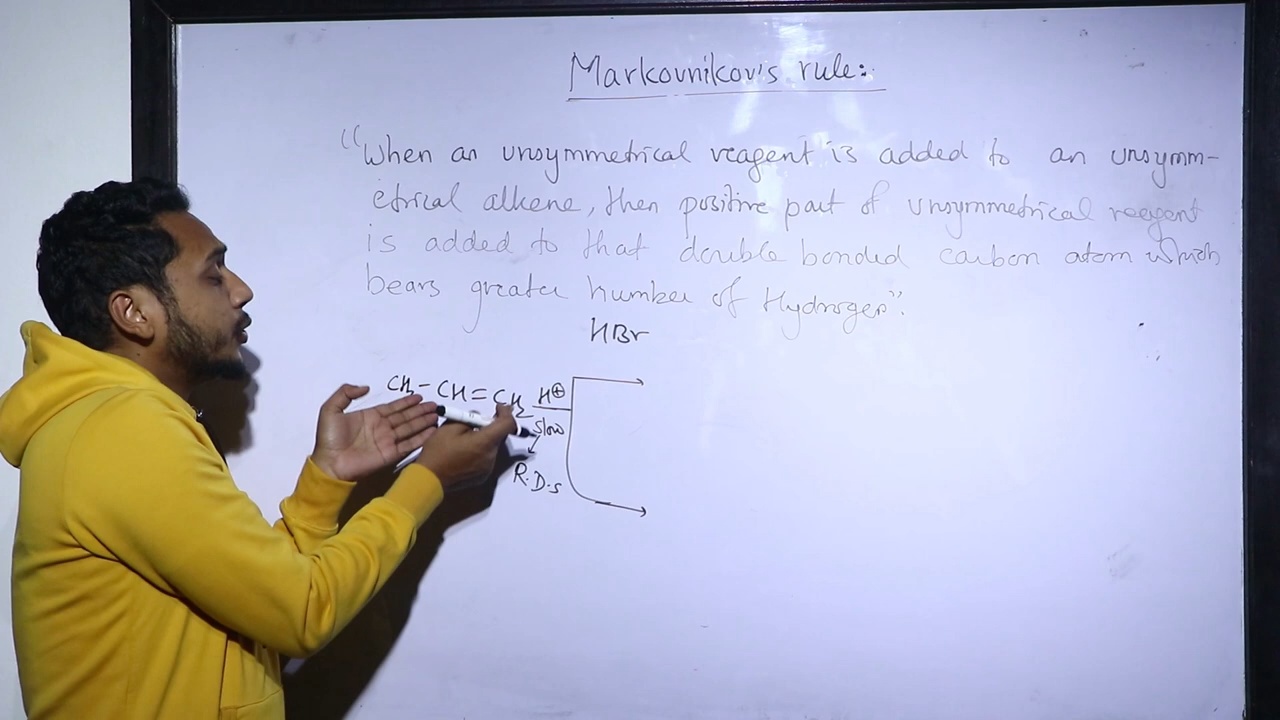 Markovnikov's rule:
"When an unsymmetrical reagent is added to an unsymm-
etrical alkene, then positive part of unsymmetrical reagent
is added to that double bonded carbon atom which
bears greater number of Hydrogen".
HBr
CH3-CH=CH2 H⊕
Slow
R.D.S